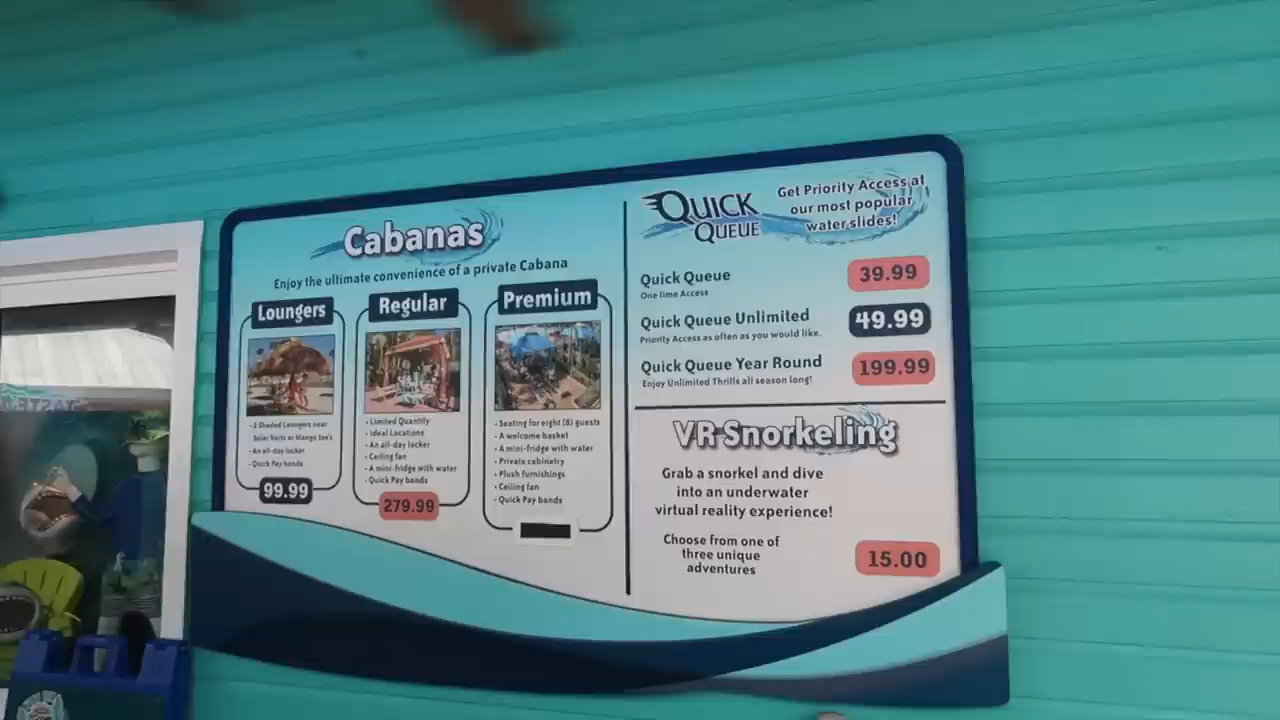 Cabanas
Enjoy the ultimate convenience of a private Cabana
Loungers
- 2 Shaded Loungers near
Solar Vortx or Mango Joe's
- An all-day locker
- Quick Pay bands
99.99
Regular
- Limited Quantity
- Ideal Locations
- An all-day locker
- Ceiling fan
- A mini-fridge with water
- Quick Pay bands
279.99
Premium
- Seating for eight (8) guests
- A welcome basket
- A mini-fridge with water
- Private cabinetry
- Plush furnishings
- Ceiling fan
- Quick Pay bands
QUICK
QUEUE
Get Priority Access at
our most popular
water slides!
Quick Queue
One Time Access
39.99
Quick Queue Unlimited
Priority Access as often as you would like.
49.99
Quick Queue Year Round
Enjoy Unlimited Thrills all season long!
199.99
VR Snorkeling
Grab a snorkel and dive
into an underwater
virtual reality experience!
Choose from one of
three unique
adventures
15.00